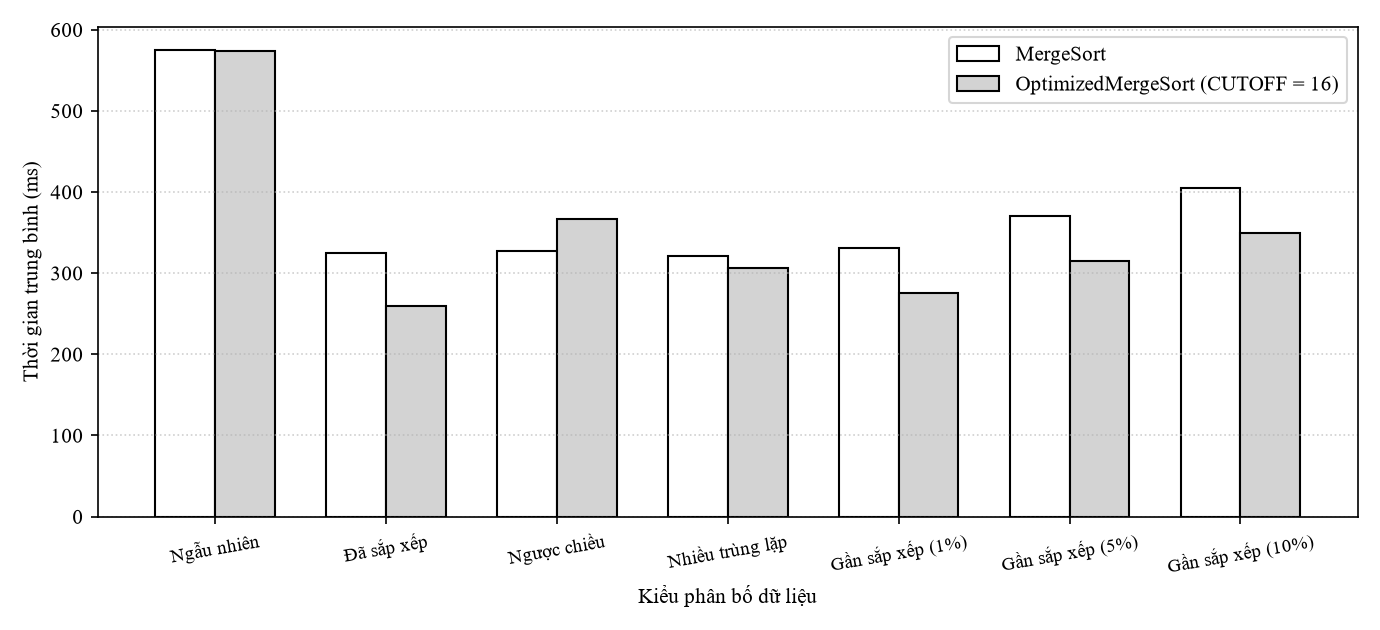 600
500
400
300
200
100
0
Thời gian trung bình (ms)
MergeSort
OptimizedMergeSort (CUTOFF = 16)
Ngẫu nhiên
Đã sắp xếp
Ngược chiều
Nhiều trùng lặp
Gần sắp xếp (1%)
Gần sắp xếp (5%)
Gần sắp xếp (10%)
Kiểu phân bố dữ liệu